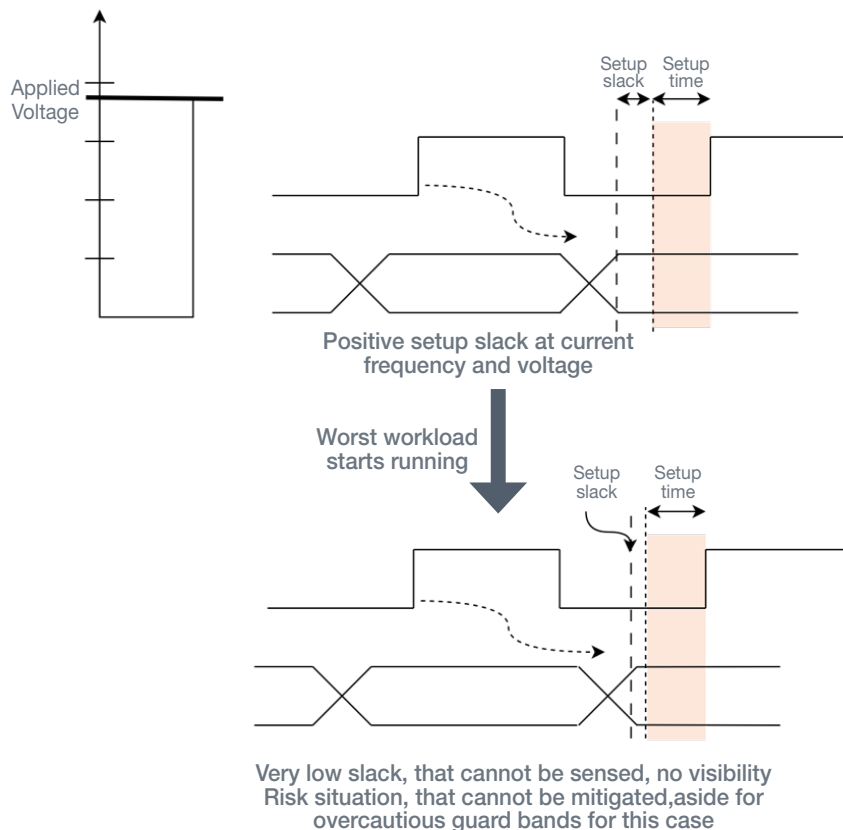 Applied
Voltage
Setup
slack
Setup
time
Positive setup slack at current
frequency and voltage
Worst workload
starts running
Setup
slack
Setup
time
Very low slack, that cannot be sensed, no visibility
Risk situation, that cannot be mitigated,aside for
overcautious guard bands for this case